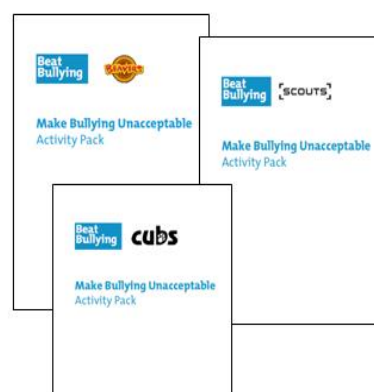 Beat
Bullying
BEAVERS
Make Bullying Unacceptable
Activity Pack
Beat
Bullying
[SCOUTS]
Make Bullying Unacceptable
Activity Pack
Beat
Bullying
cubs
Make Bullying Unacceptable
Activity Pack